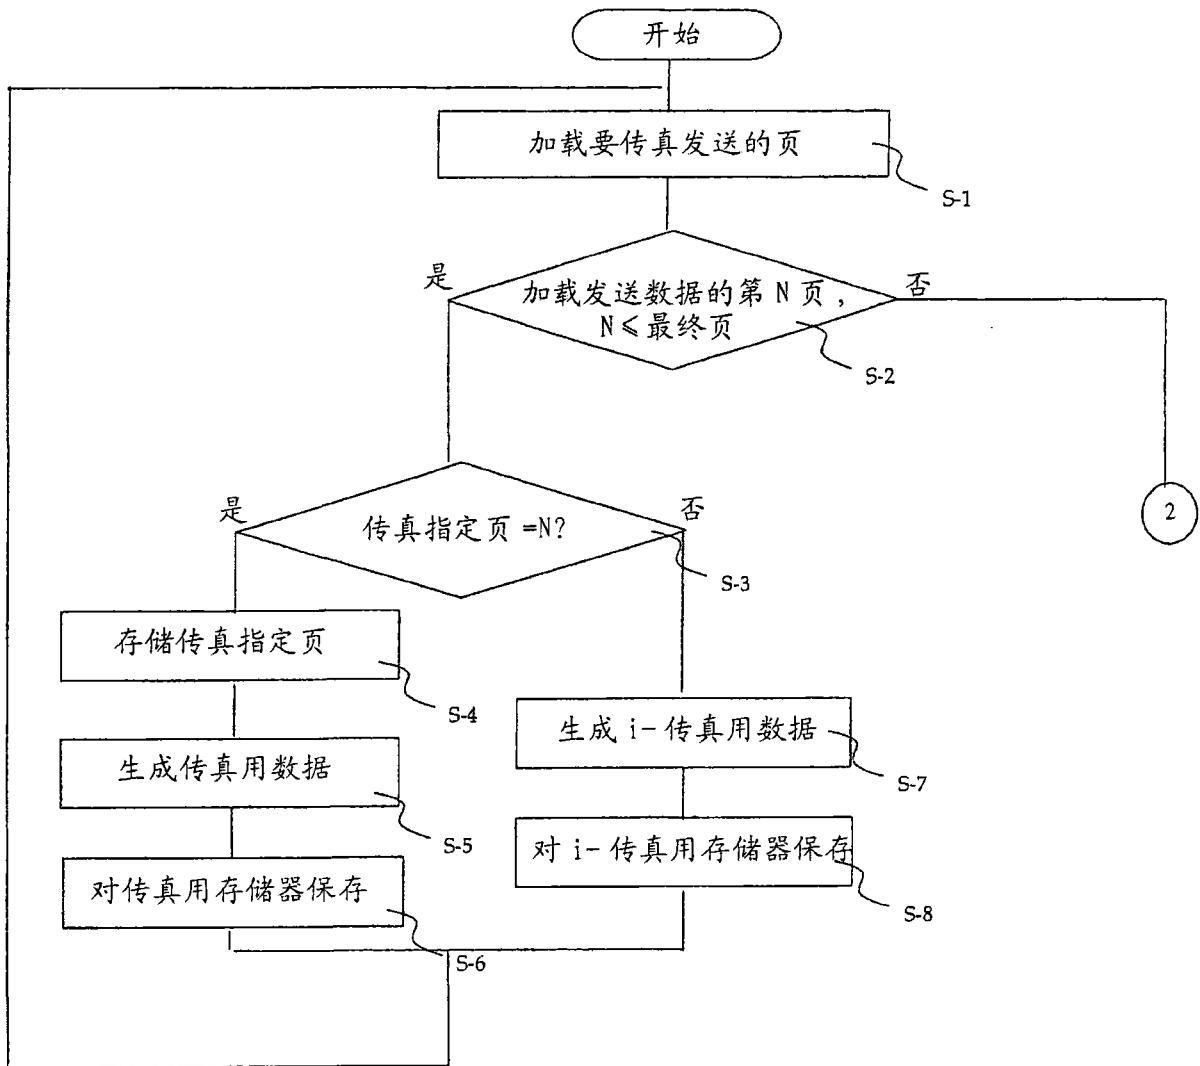 开始
加载要传真发送的页
S-1
是
加载发送数据的第 N 页，
N≤最终页
否
S-2
2
是
传真指定页 =N?
否
S-3
存储传真指定页
S-4
生成 i-传真用数据
生成传真用数据
S-7
S-5
对 i-传真用存储器保存
对传真用存储器保存
S-8
S-6